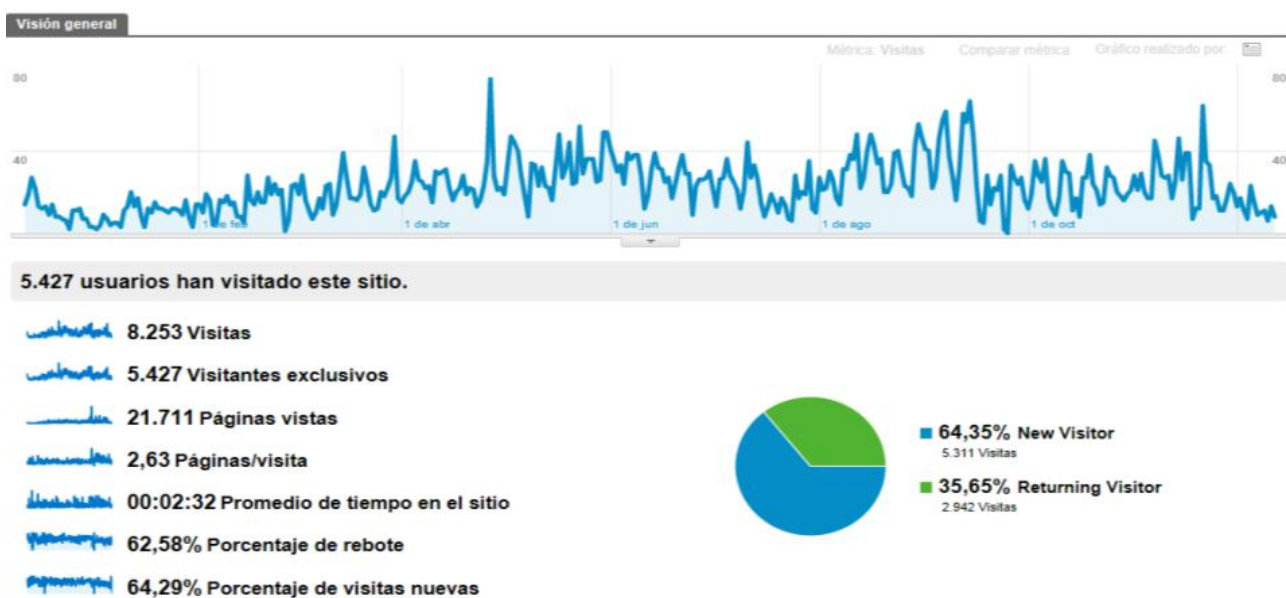 Visión general
Métrica: Visitas Comparar métrica Gráfico realizado por:
80 80
40 40
1 de feb 1 de abr 1 de jun 1 de ago 1 de oct
5.427 usuarios han visitado este sitio.
8.253 Visitas
5.427 Visitantes exclusivos
21.711 Páginas vistas
2,63 Páginas/visita
00:02:32 Promedio de tiempo en el sitio
62,58% Porcentaje de rebote
64,29% Porcentaje de visitas nuevas
64,35% New Visitor
5.311 Visitas
35,65% Returning Visitor
2.942 Visitas